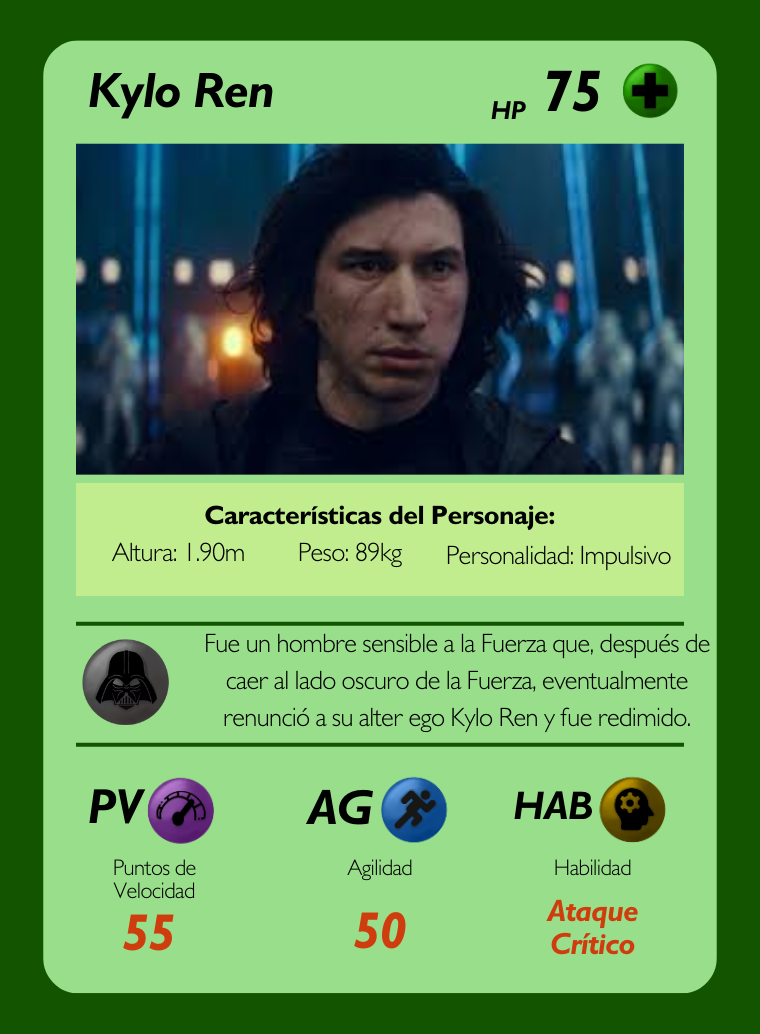 Kylo Ren
HP 75
Características del Personaje:
Altura: 1.90m Peso: 89kg Personalidad: Impulsivo
Fue un hombre sensible a la Fuerza que, después de
caer al lado oscuro de la Fuerza, eventualmente
renunció a su alter ego Kylo Ren y fue redimido.
PV AG HAB
Puntos de
Velocidad
55
Agilidad
50
Habilidad
Ataque
Crítico